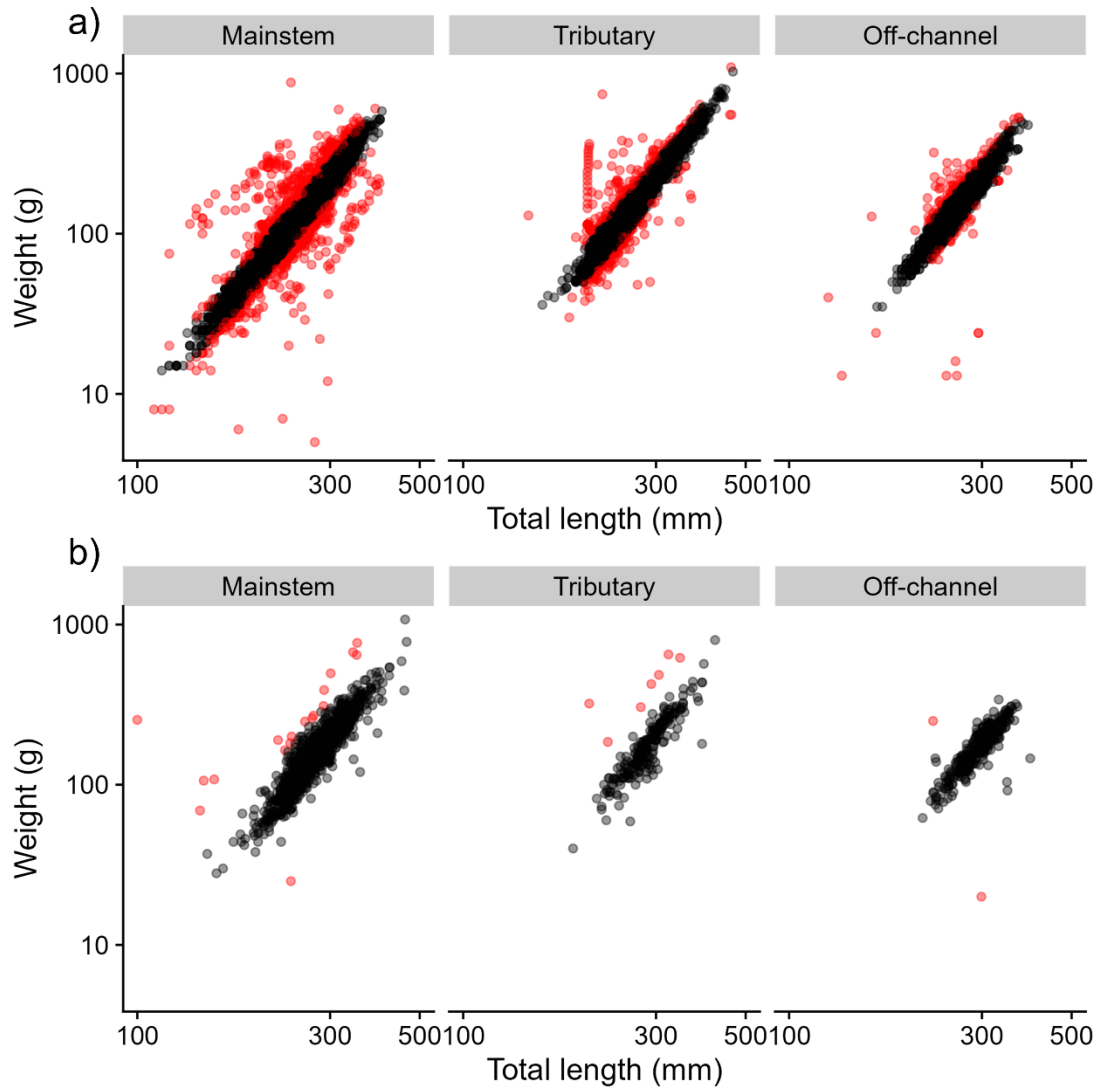 a)
Mainstem Tributary Off-channel
1000
100
10
Weight (g)
100 300 500 100 300 500 100 300 500
Total length (mm)
b)
Mainstem Tributary Off-channel
1000
100
10
Weight (g)
100 300 500 100 300 500 100 300 500
Total length (mm)